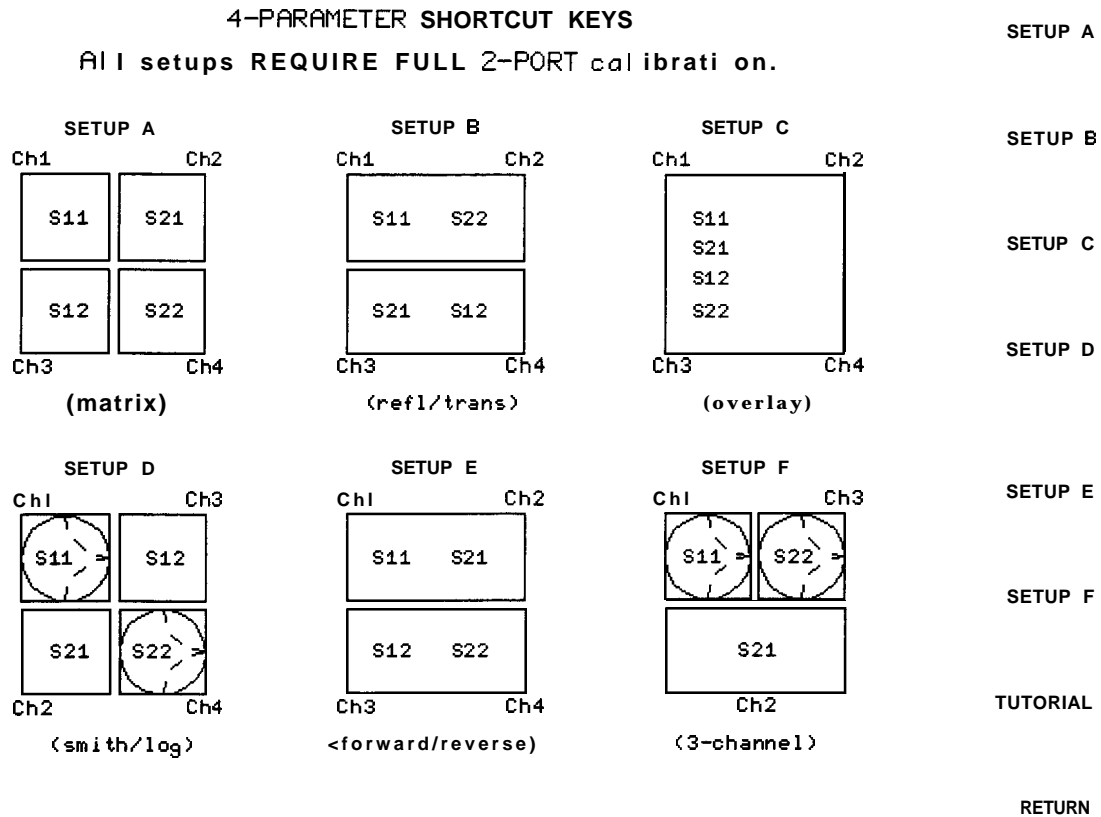 4-PARAMETER SHORTCUT KEYS
All setups REQUIRE FULL 2-PORT calibration.
SETUP A SETUP B SETUP C
Ch1 Ch2 Ch1 Ch2 Ch1 Ch2
S11 S21 S11 S22 S11
S21
S12
S12 S22 S21 S12 S22
Ch3 Ch4 Ch3 Ch4 Ch3 Ch4
(matrix) (refl/trans) (overlay)
SETUP D SETUP E SETUP F
Ch1 Ch3 Ch1 Ch2 Ch1 Ch3
S11 S12 S11 S21 S11 S22
S21 S22 S12 S22 S21
Ch2 Ch4 Ch3 Ch4 Ch2
(smith/log) <forward/reverse) (3-channel)
SETUP A
SETUP B
SETUP C
SETUP D
SETUP E
SETUP F
TUTORIAL
RETURN